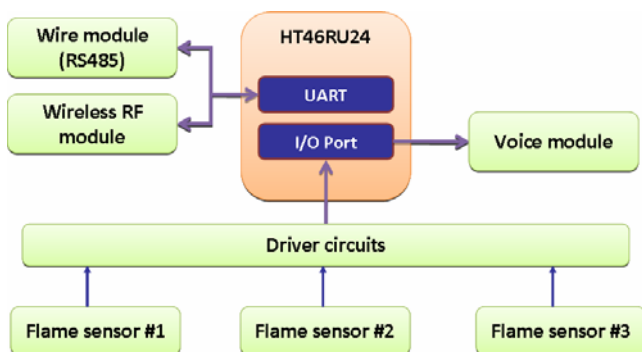 Wire module
(RS485)
HT46RU24
UART
Wireless RF
module
I/O Port
Voice module
Driver circuits
Flame sensor #1
Flame sensor #2
Flame sensor #3